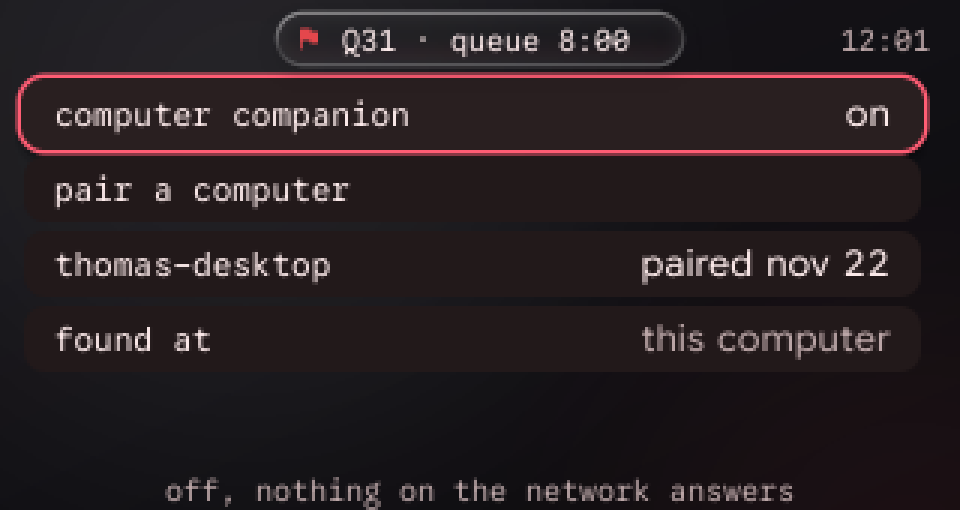 Q31 · queue 8:00
12:01
computer companion on
pair a computer
thomas-desktop paired nov 22
found at this computer
off, nothing on the network answers